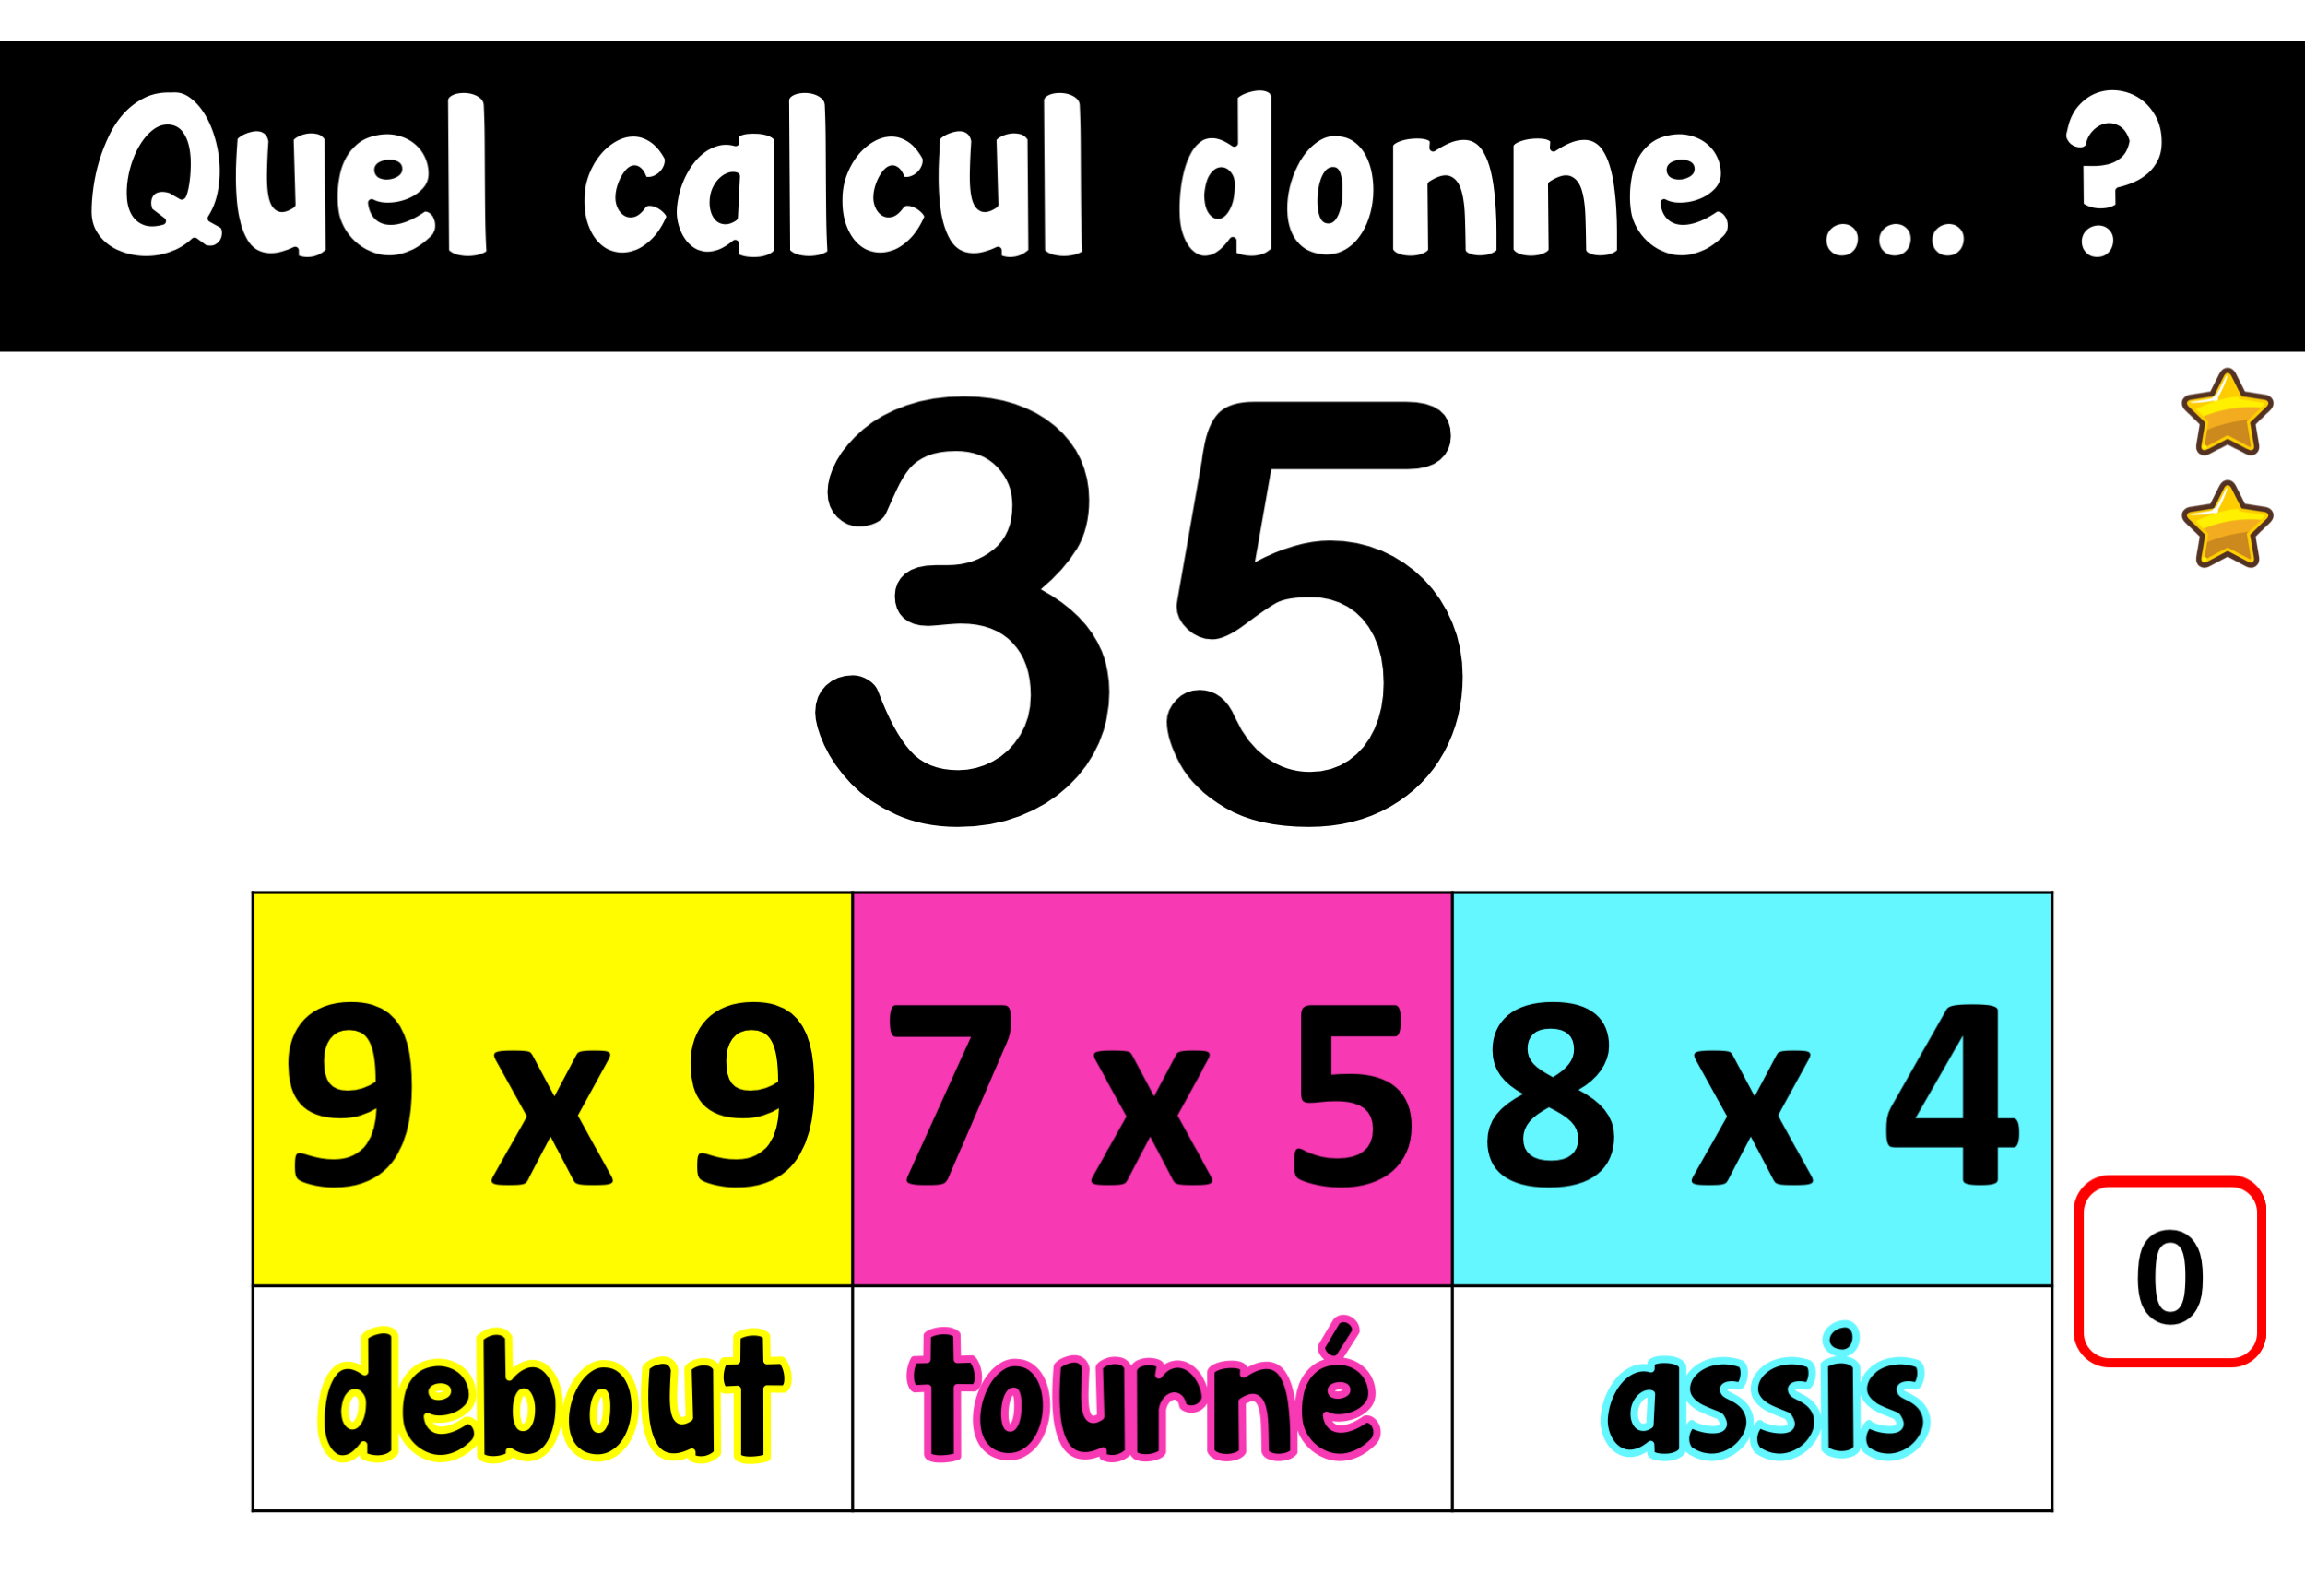 Quel calcul donne ... ?
35
9 x 9 7 x 5 8 x 4
0
debout tourné assis